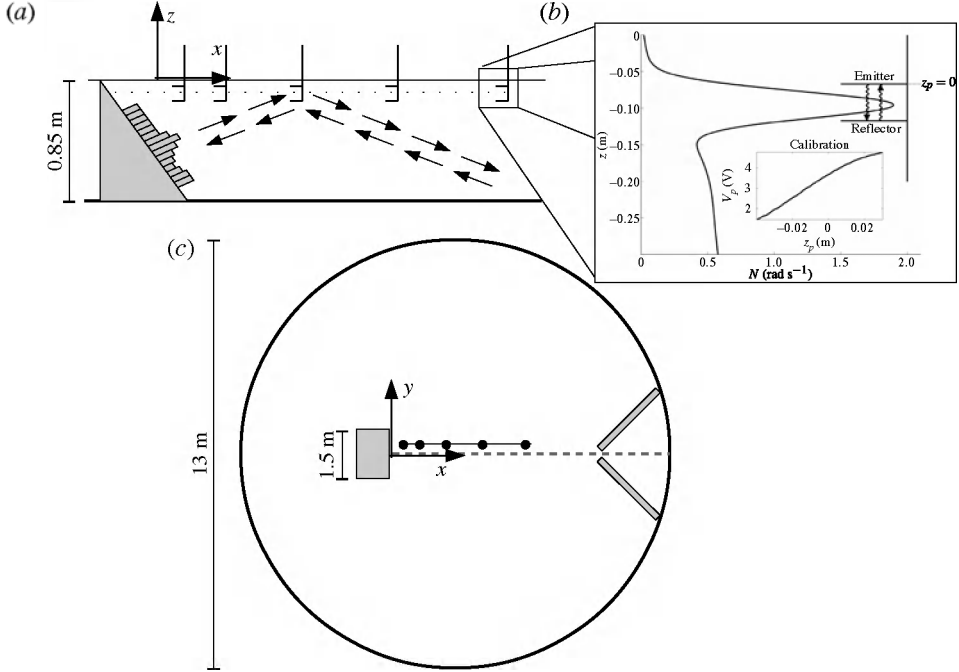 (a)
z
x
0.85 m
(b)
0
−0.05
−0.10
−0.15
−0.20
−0.25
z (m)
Emitter
z_p = 0
Reflector
Calibration
4
3
2
V_p (V)
−0.02 0 0.02
z_p (m)
0 0.5 1.0 1.5 2.0
N (rad s⁻¹)
(c)
13 m
1.5 m
y
x